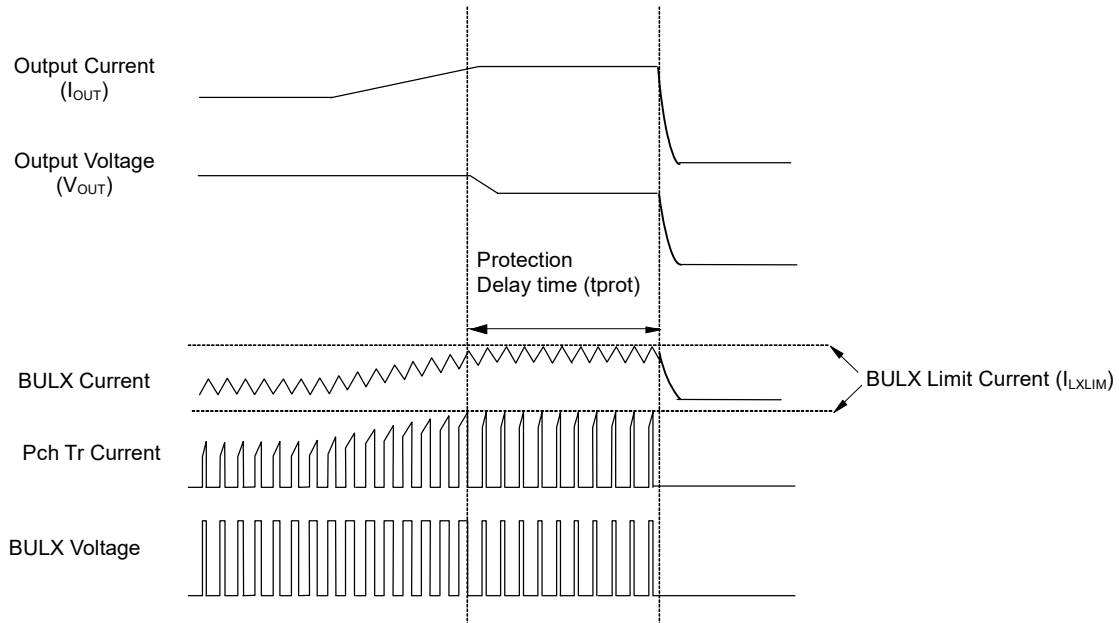 Output Current
(IOUT)
Output Voltage
(VOUT)
Protection
Delay time (tprot)
BULX Current
BULX Limit Current (ILXLIM)
Pch Tr Current
BULX Voltage